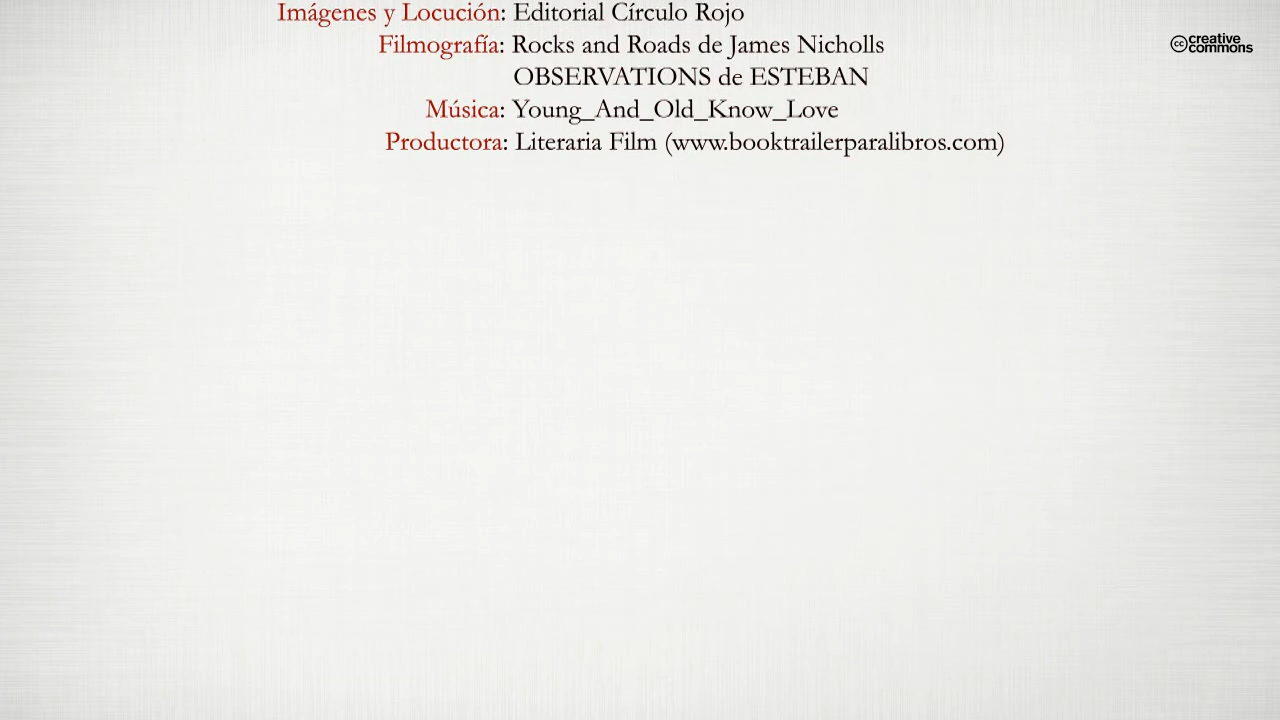 Imágenes y Locución: Editorial Círculo Rojo
Filmografía: Rocks and Roads de James Nicholls
OBSERVATIONS de ESTEBAN
Música: Young_And_Old_Know_Love
Productora: Literaria Film (www.booktrailerparalibros.com)
cc creative
commons